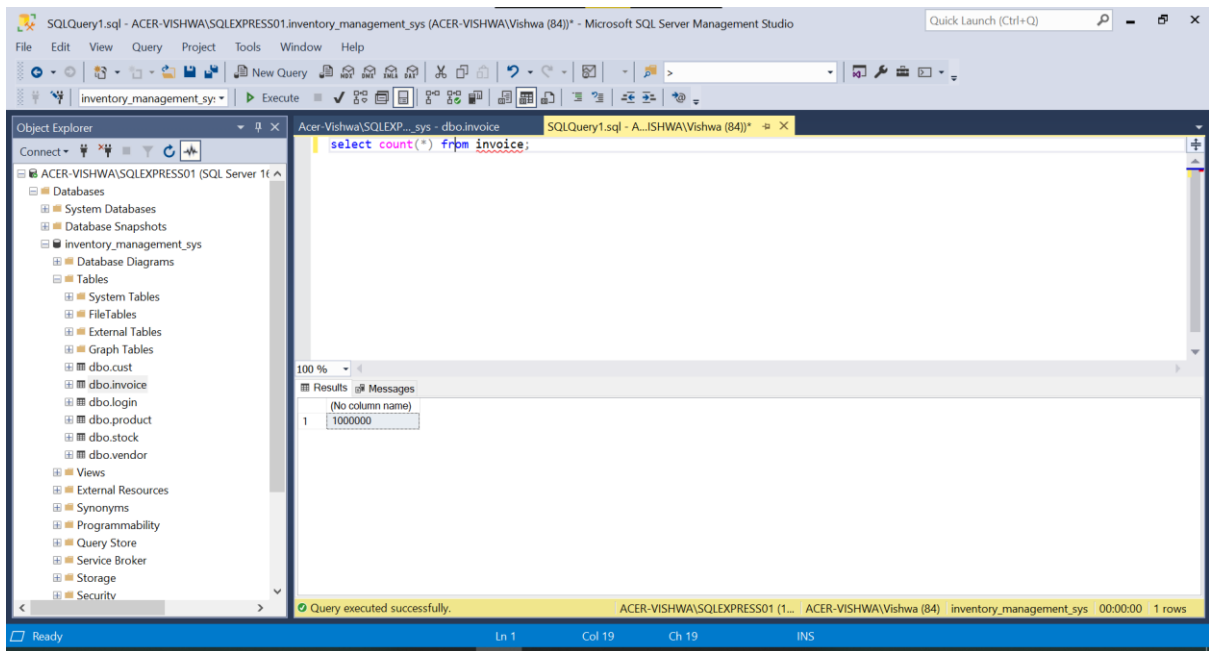 SQLQuery1.sql - ACER-VISHWA\SQLEXPRESS01.inventory_management_sys (ACER-VISHWA\Vishwa (84))* - Microsoft SQL Server Management Studio
Quick Launch (Ctrl+Q)
File Edit View Query Project Tools Window Help
New Query MDX DMX XMLA DAX
inventory_management_sy: Execute
Object Explorer
Acer-Vishwa\SQLEXP..._sys - dbo.invoice
SQLQuery1.sql - A...ISHWA\Vishwa (84))*
Connect
select count(*) from invoice;
ACER-VISHWA\SQLEXPRESS01 (SQL Server 16
Databases
System Databases
Database Snapshots
inventory_management_sys
Database Diagrams
Tables
System Tables
FileTables
External Tables
Graph Tables
dbo.cust
dbo.invoice
dbo.login
dbo.product
dbo.stock
dbo.vendor
Views
External Resources
Synonyms
Programmability
Query Store
Service Broker
Storage
Security
100 %
Results Messages
(No column name)
1 1000000
Query executed successfully.
ACER-VISHWA\SQLEXPRESS01 (1... ACER-VISHWA\Vishwa (84) inventory_management_sys 00:00:00 1 rows
Ready Ln 1 Col 19 Ch 19 INS